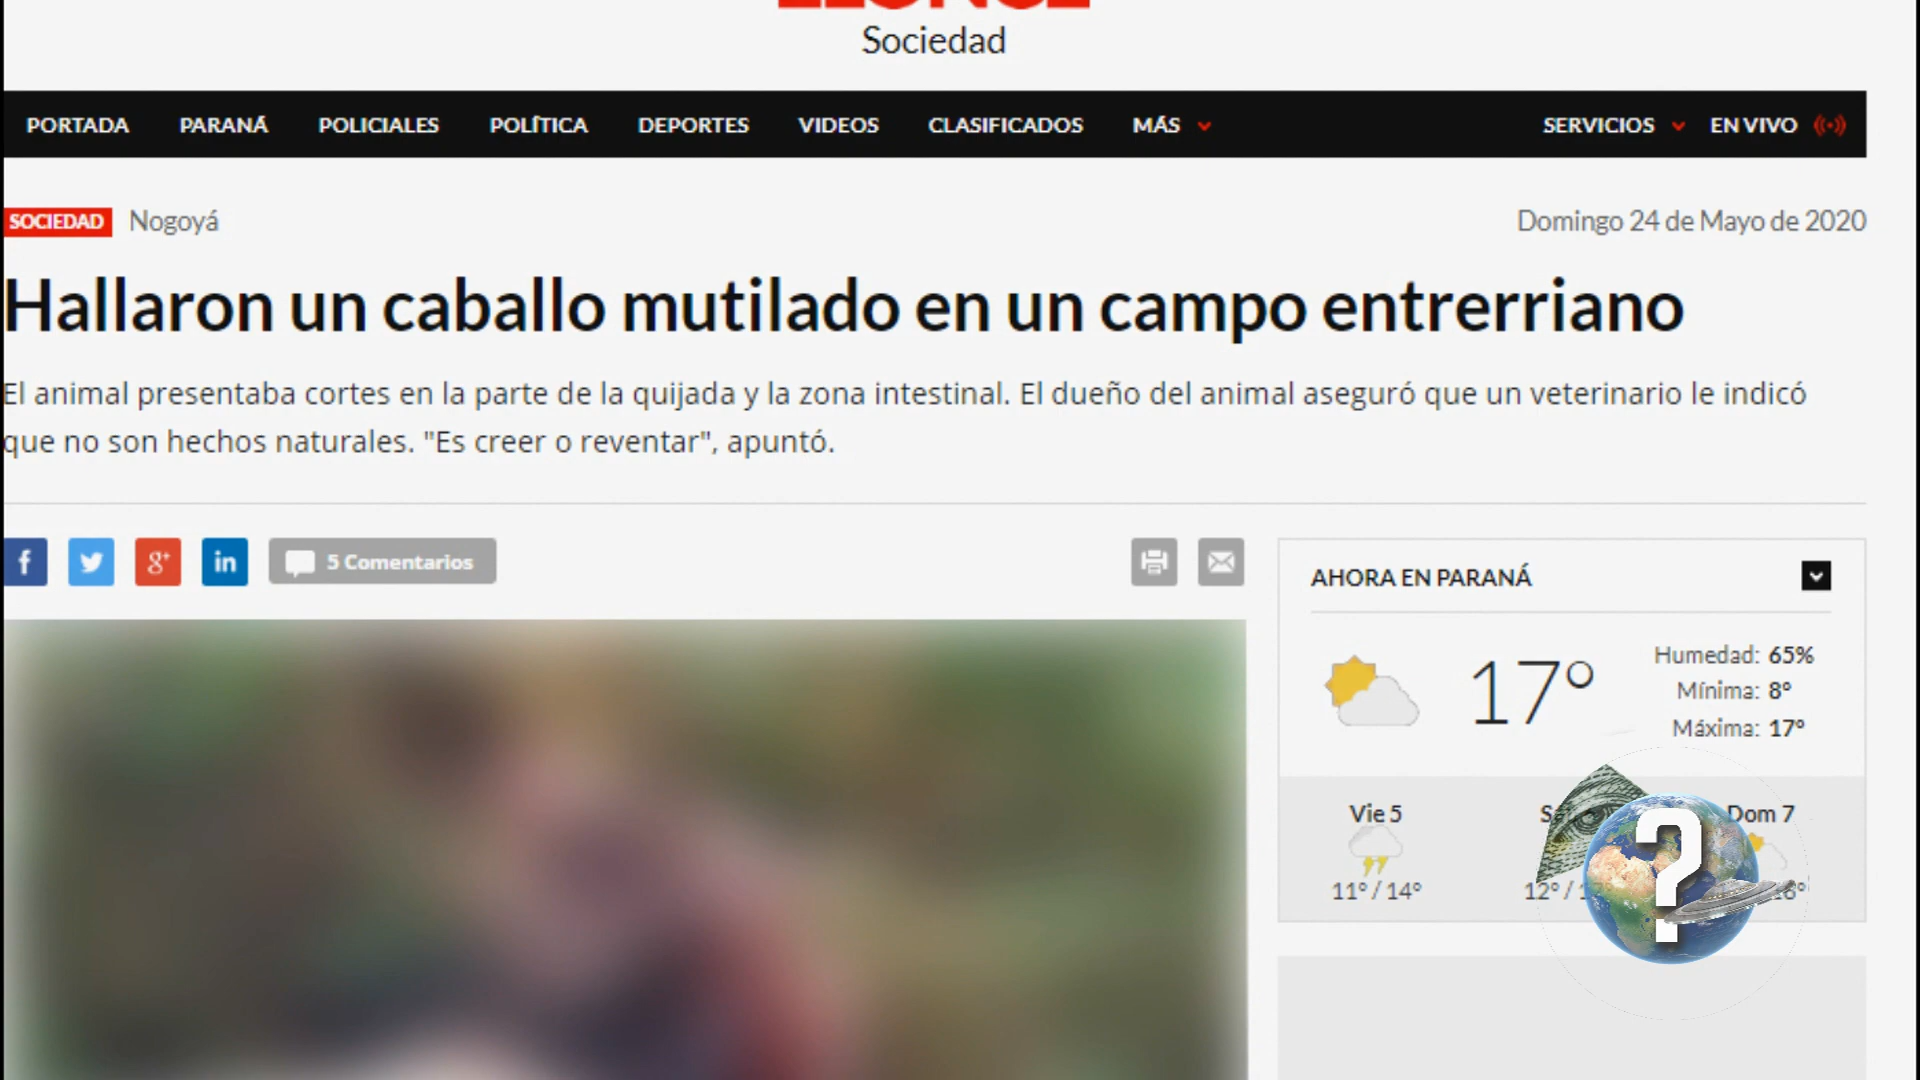 Sociedad
PORTADA PARANÁ POLICIALES POLÍTICA DEPORTES VIDEOS CLASIFICADOS MÁS SERVICIOS EN VIVO
SOCIEDAD Nogoyá Domingo 24 de Mayo de 2020
Hallaron un caballo mutilado en un campo entrerriano
El animal presentaba cortes en la parte de la quijada y la zona intestinal. El dueño del animal aseguró que un veterinario le indicó
que no son hechos naturales. "Es creer o reventar", apuntó.
f g+ in 5 Comentarios
AHORA EN PARANÁ
17°
Humedad: 65%
Mínima: 8°
Máxima: 17°
Vie 5 Dom 7
11° / 14° 12° /
?